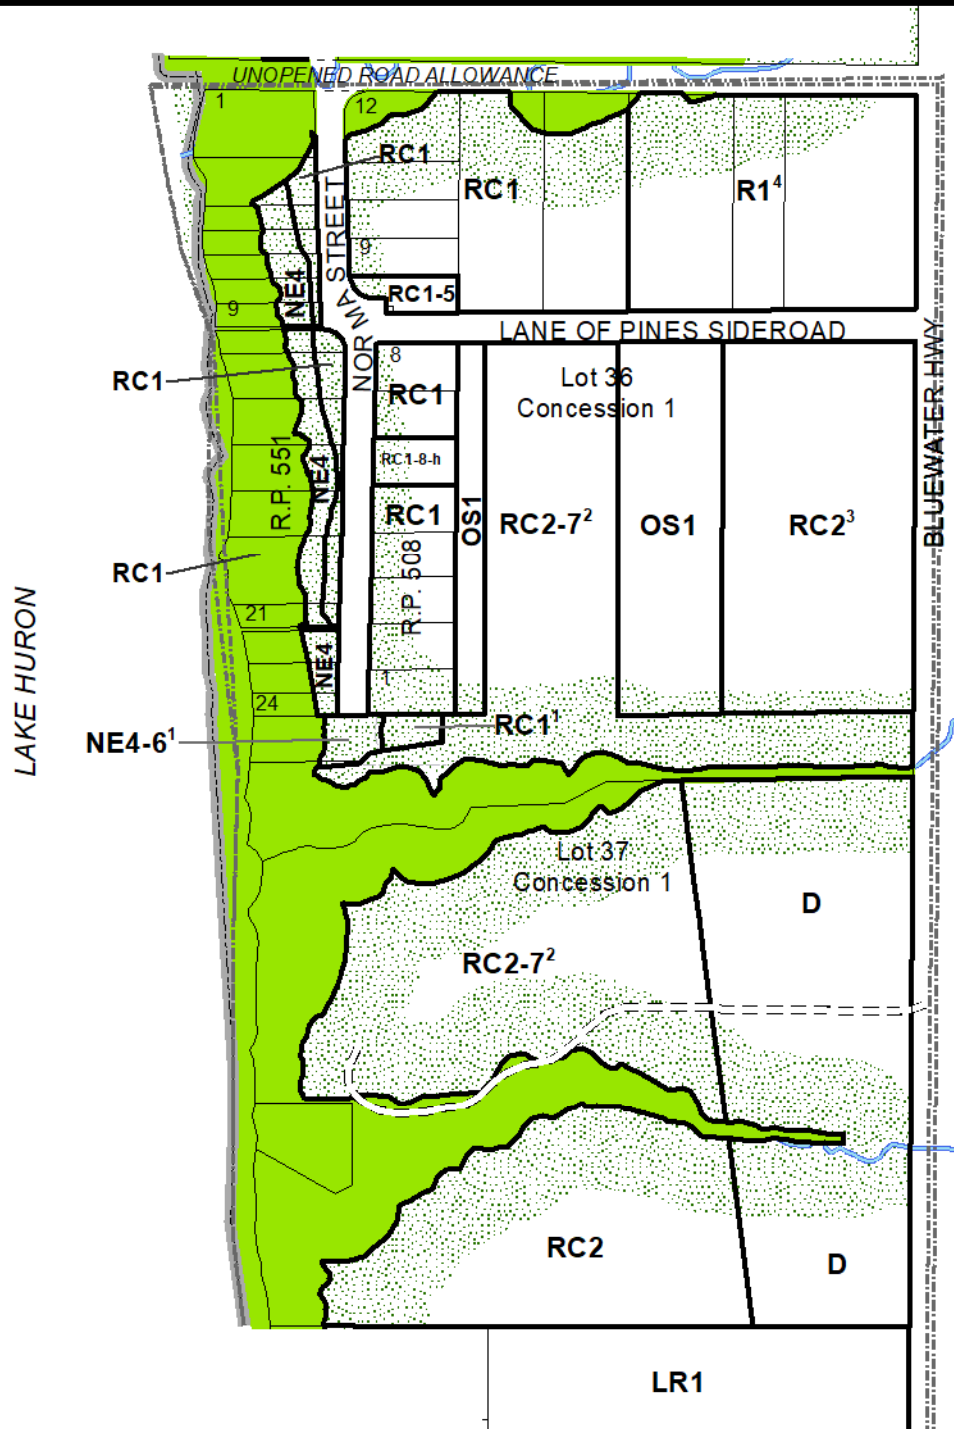 UNOPENED ROAD ALLOWANCE
1
12
RC1
RC1
R1⁴
NORMA STREET
9
NE4
RC1-5
9
LANE OF PINES SIDEROAD
BLUEWATER HWY
8
RC1
RC1
Lot 36
Concession 1
R.P. 551
NE4
RC1-8-h
RC1
OS1
RC2-7²
OS1
RC2³
RC1
R.P. 508
21
LAKE HURON
NE4
1
24
NE4-6¹
RC1¹
Lot 37
Concession 1
D
RC2-7²
RC2
D
LR1